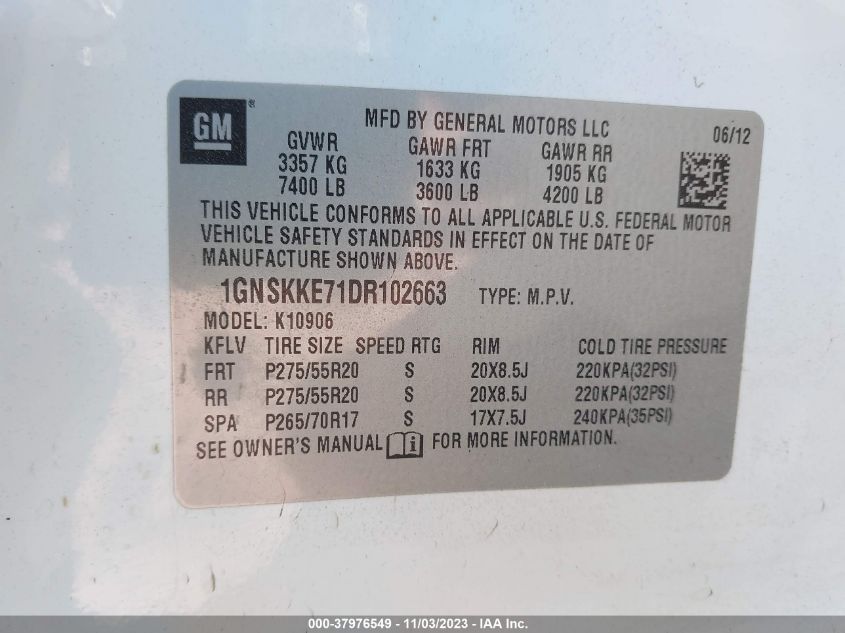 GM ®
MFD BY GENERAL MOTORS LLC 06/12
GVWR GAWR FRT GAWR RR
3357 KG 1633 KG 1905 KG
7400 LB 3600 LB 4200 LB
THIS VEHICLE CONFORMS TO ALL APPLICABLE U.S. FEDERAL MOTOR
VEHICLE SAFETY STANDARDS IN EFFECT ON THE DATE OF
MANUFACTURE SHOWN ABOVE.
1GNSKKE71DR102663 TYPE: M.P.V.
MODEL: K10906
KFLV TIRE SIZE SPEED RTG RIM COLD TIRE PRESSURE
FRT P275/55R20 S 20X8.5J 220KPA(32PSI)
RR P275/55R20 S 20X8.5J 220KPA(32PSI)
SPA P265/70R17 S 17X7.5J 240KPA(35PSI)
SEE OWNER'S MANUAL i FOR MORE INFORMATION.
000-37976549 - 11/03/2023 - IAA Inc.